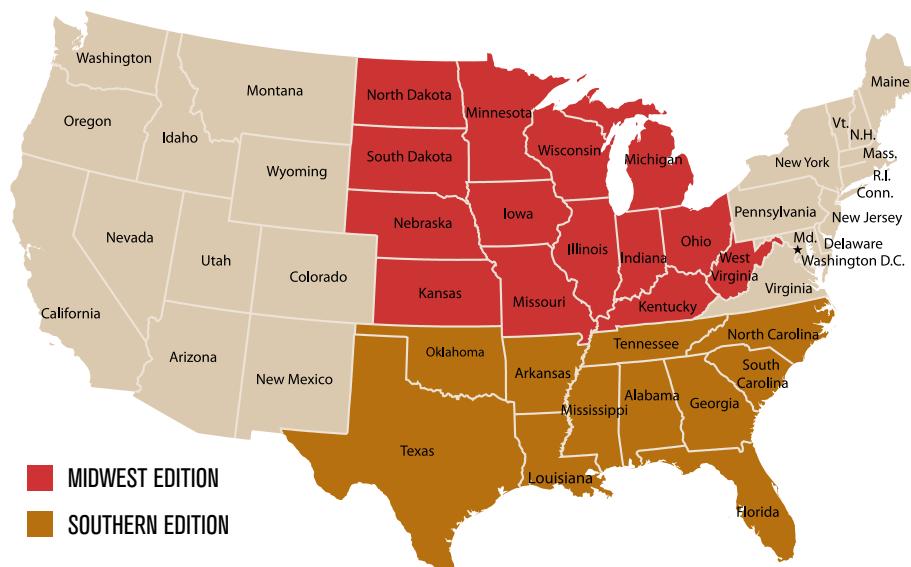 Washington
Montana
North Dakota
Minnesota
Maine
Oregon
Idaho
Vt.
N.H.
South Dakota
Wisconsin
Michigan
Mass.
New York
Wyoming
R.I.
Conn.
Nebraska
Iowa
Pennsylvania
New Jersey
Nevada
Utah
Illinois
Indiana
Ohio
Md.
Delaware
Washington D.C.
West
Virginia
Colorado
Kansas
Missouri
Kentucky
Virginia
California
Arizona
New Mexico
Oklahoma
Arkansas
Tennessee
North Carolina
South
Carolina
Mississippi
Alabama
Georgia
Texas
Louisiana
Florida
MIDWEST EDITION
SOUTHERN EDITION